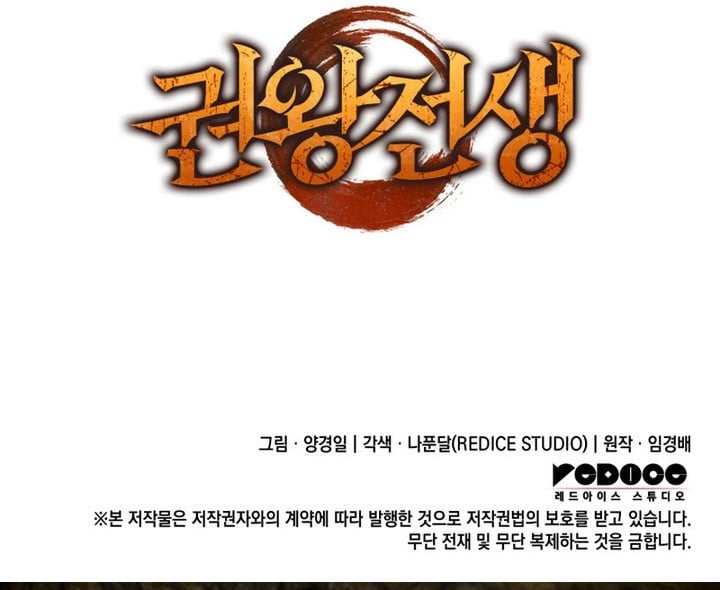 권왕전생
그림 · 양경일 | 각색 · 나푼달(REDICE STUDIO) | 원작 · 임경배
REDICE
레드아이스 스튜디오
※본 저작물은 저작권자와의 계약에 따라 발행한 것으로 저작권법의 보호를 받고 있습니다.
무단 전재 및 무단 복제하는 것을 금합니다.